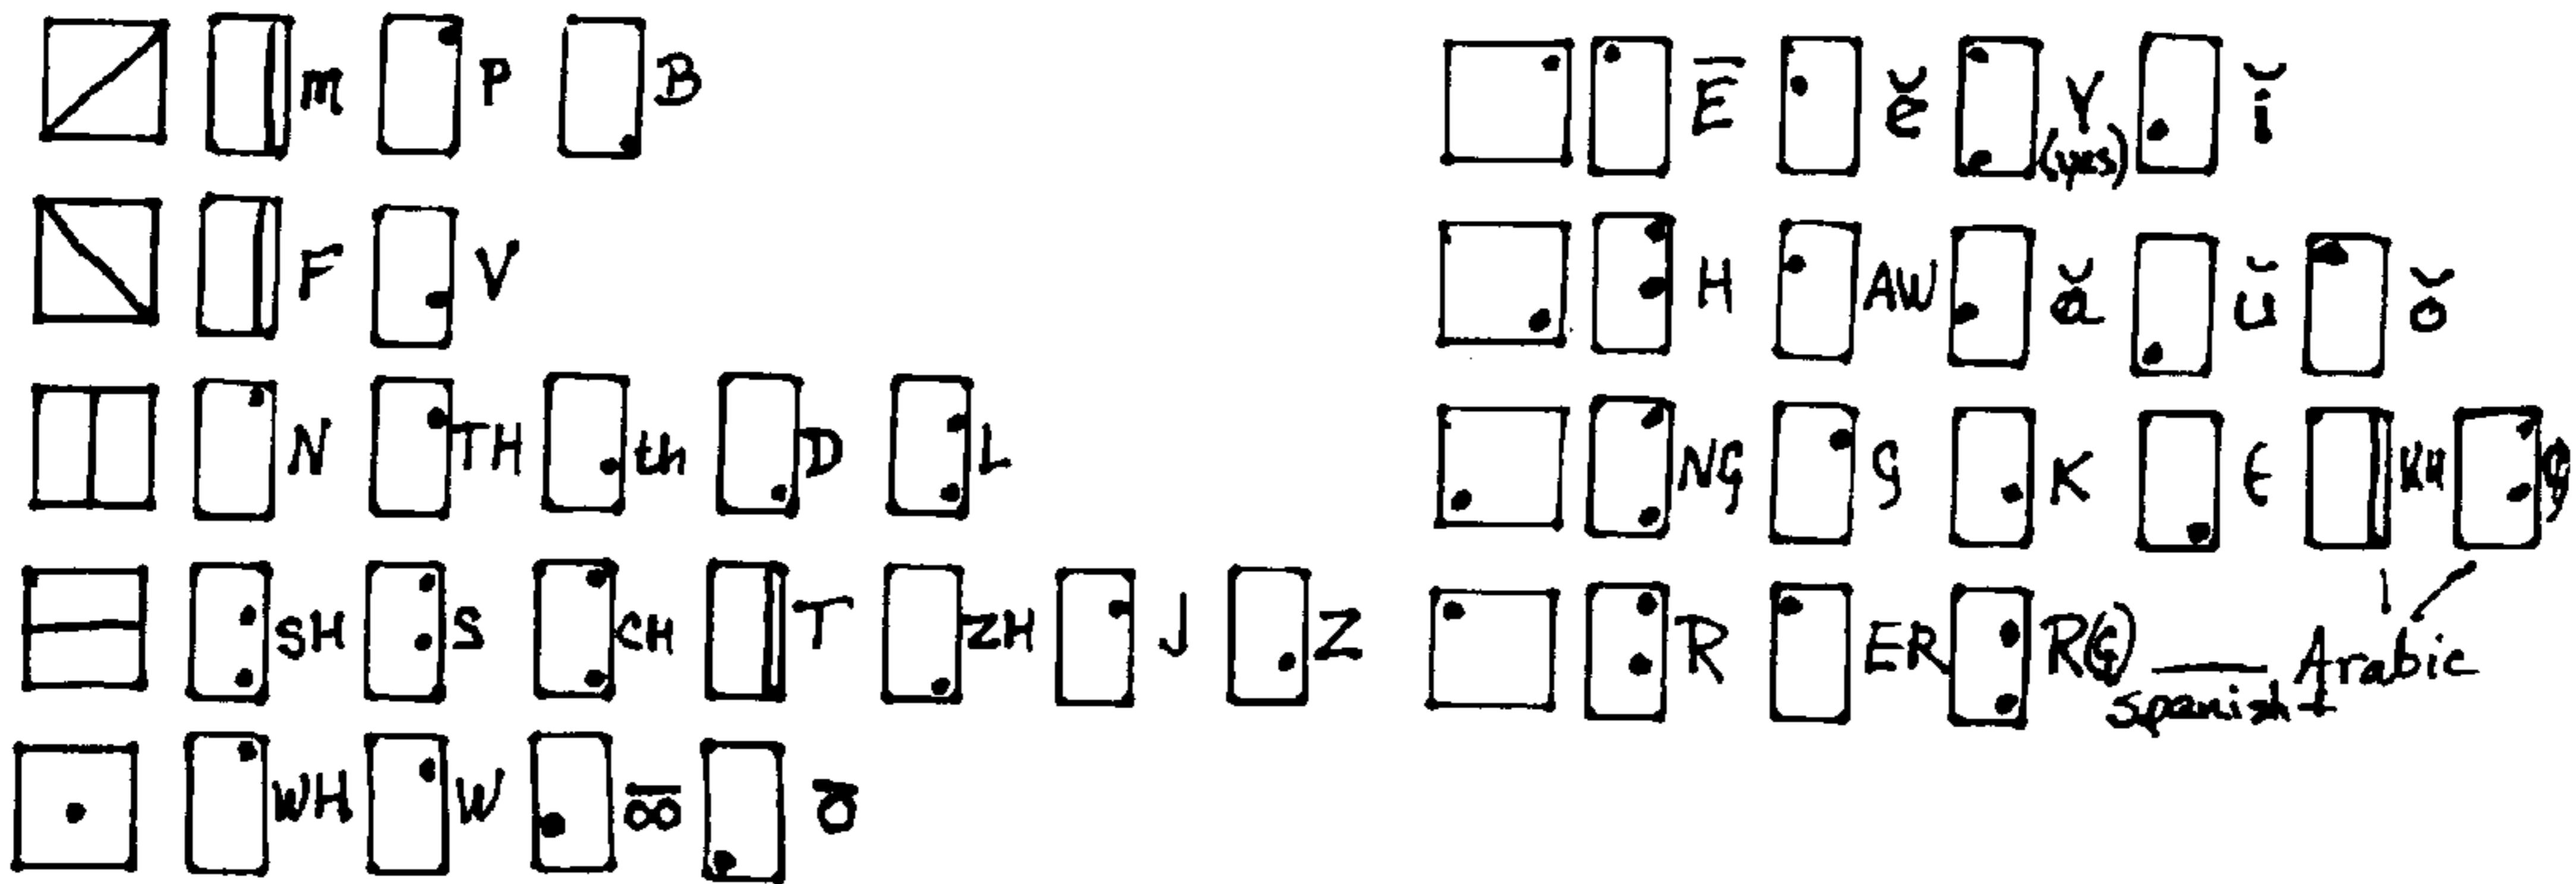 m P B
F V
N TH th D L
SH S CH T ZH J Z
WH W o̅o̅ ō
Ē ĕ Y (yes) ĭ
H AW ă ŭ ŏ
NG G K KH
R ER R(G)
Spanish + Arabic